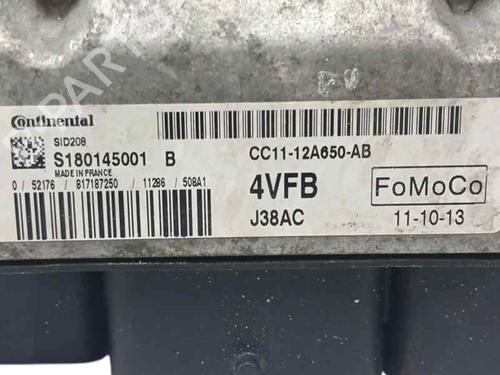 Continental
SID208
S180145001 B
MADE IN FRANCE
0 / 52176 / 817187250 / 11286 / 508A1
CC11-12A650-AB
4VFB
FoMoCo
J38AC
11-10-13